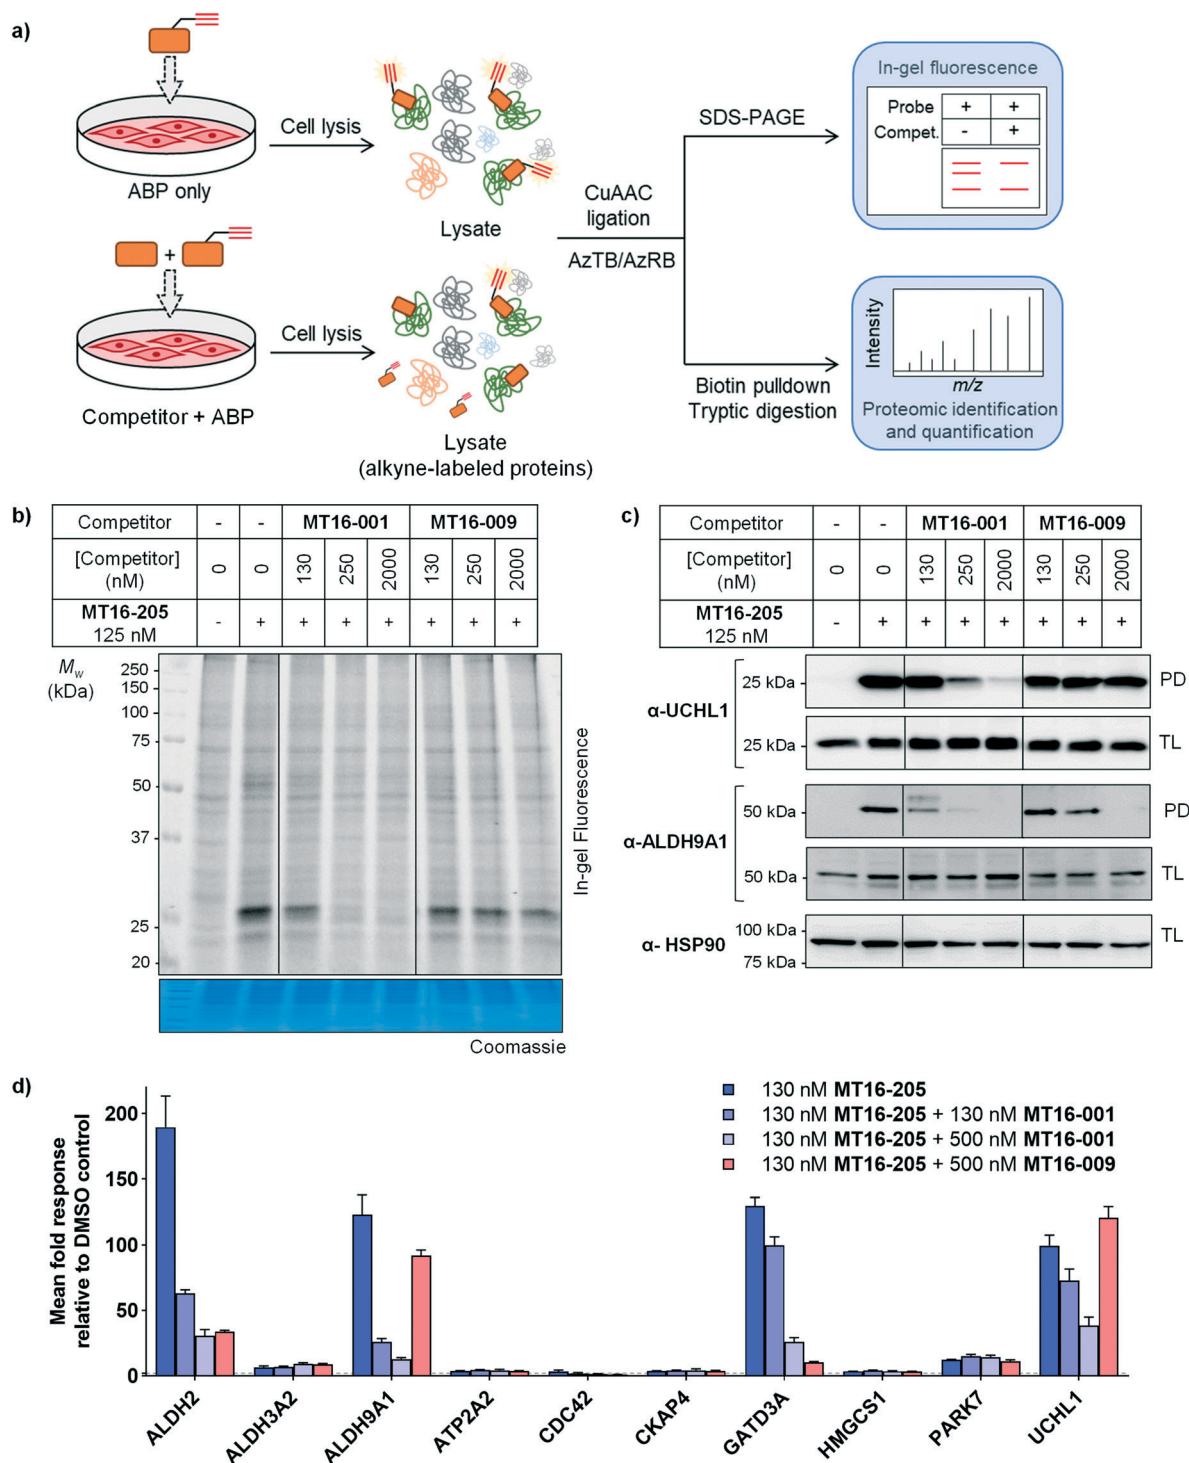 a)
ABP only
Cell lysis
Lysate
Competitor + ABP
Cell lysis
Lysate
(alkyne-labeled proteins)
CuAAC
ligation
AzTB/AzRB
SDS-PAGE
In-gel fluorescence
Probe + +
Compet. - +
Biotin pulldown
Tryptic digestion
Intensity
m/z
Proteomic identification
and quantification
b)
Competitor - - MT16-001 MT16-009
[Competitor]
(nM)
0 0 130 250 2000 130 250 2000
MT16-205
125 nM
- + + + + + + +
Mw
(kDa)
250
150
100
75
50
37
25
20
In-gel Fluorescence
Coomassie
c)
Competitor - - MT16-001 MT16-009
[Competitor]
(nM)
0 0 130 250 2000 130 250 2000
MT16-205
125 nM
- + + + + + + +
α-UCHL1
25 kDa PD
25 kDa TL
α-ALDH9A1
50 kDa PD
50 kDa TL
α- HSP90
100 kDa
75 kDa
TL
d)
Mean fold response
relative to DMSO control
200
150
100
50
0
130 nM MT16-205
130 nM MT16-205 + 130 nM MT16-001
130 nM MT16-205 + 500 nM MT16-001
130 nM MT16-205 + 500 nM MT16-009
ALDH2
ALDH3A2
ALDH9A1
ATP2A2
CDC42
CKAP4
GATD3A
HMGCS1
PARK7
UCHL1